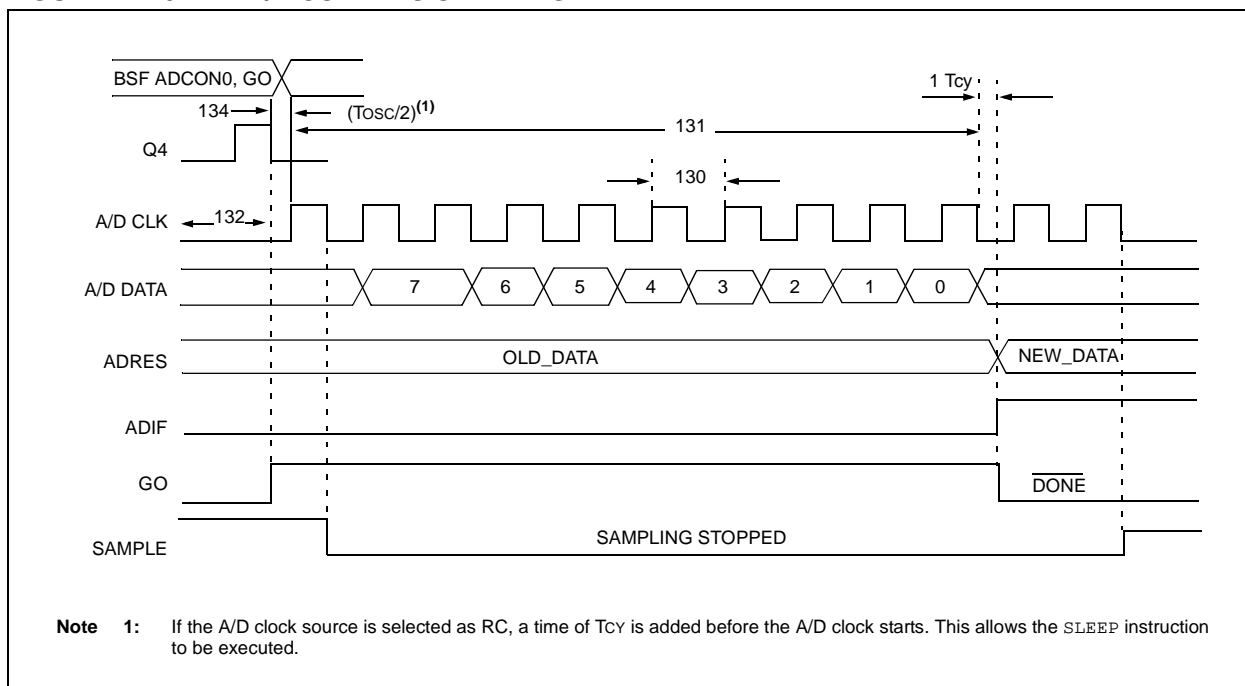 BSF ADCON0, GO
1 TCY
134
(TOSC/2)(1)
131
Q4
130
A/D CLK
132
A/D DATA
7 6 5 4 3 2 1 0
ADRES
OLD_DATA
NEW_DATA
ADIF
GO
DONE
SAMPLE
SAMPLING STOPPED
Note 1: If the A/D clock source is selected as RC, a time of TCY is added before the A/D clock starts. This allows the SLEEP instruction
to be executed.